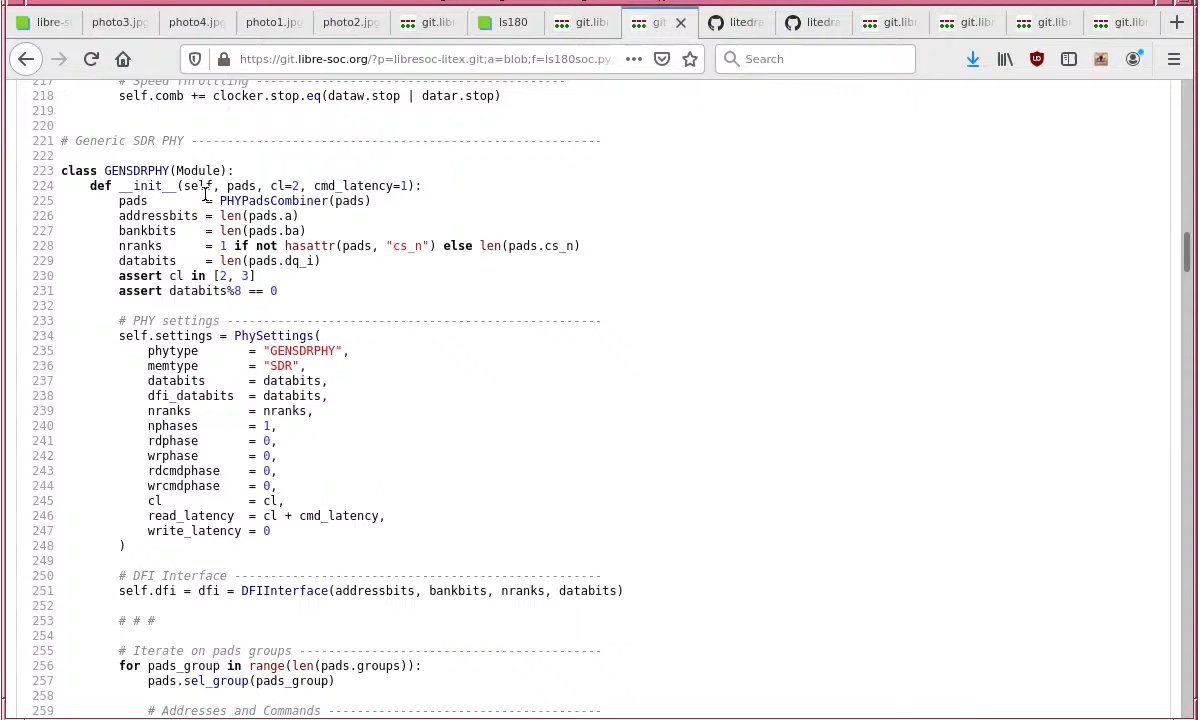 libre-s
photo3.jpg
photo4.jpg
photo1.jpg
photo2.jpg
git.libr
ls180
git.libr
git
litedra
litedra
git.libr
git.libr
git.libr
git.libr
https://git.libre-soc.org/?p=libresoc-litex.git;a=blob;f=ls180soc.py
Search
217         # Speed Throttling -------------------------------------------
218         self.comb += clocker.stop.eq(dataw.stop | datar.stop)
219
220
221 # Generic SDR PHY ---------------------------------------------------------
222
223 class GENSDRPHY(Module):
224     def __init__(self, pads, cl=2, cmd_latency=1):
225         pads        = PHYPadsCombiner(pads)
226         addressbits = len(pads.a)
227         bankbits    = len(pads.ba)
228         nranks      = 1 if not hasattr(pads, "cs_n") else len(pads.cs_n)
229         databits    = len(pads.dq_i)
230         assert cl in [2, 3]
231         assert databits%8 == 0
232
233         # PHY settings ----------------------------------------------------
234         self.settings = PhySettings(
235             phytype       = "GENSDRPHY",
236             memtype       = "SDR",
237             databits      = databits,
238             dfi_databits  = databits,
239             nranks        = nranks,
240             nphases       = 1,
241             rdphase       = 0,
242             wrphase       = 0,
243             rdcmdphase    = 0,
244             wrcmdphase    = 0,
245             cl            = cl,
246             read_latency  = cl + cmd_latency,
247             write_latency = 0
248         )
249
250         # DFI Interface ---------------------------------------------------
251         self.dfi = dfi = DFIInterface(addressbits, bankbits, nranks, databits)
252
253         # # #
254
255         # Iterate on pads groups ------------------------------------------
256         for pads_group in range(len(pads.groups)):
257             pads.sel_group(pads_group)
258
259             # Addresses and Commands --------------------------------------